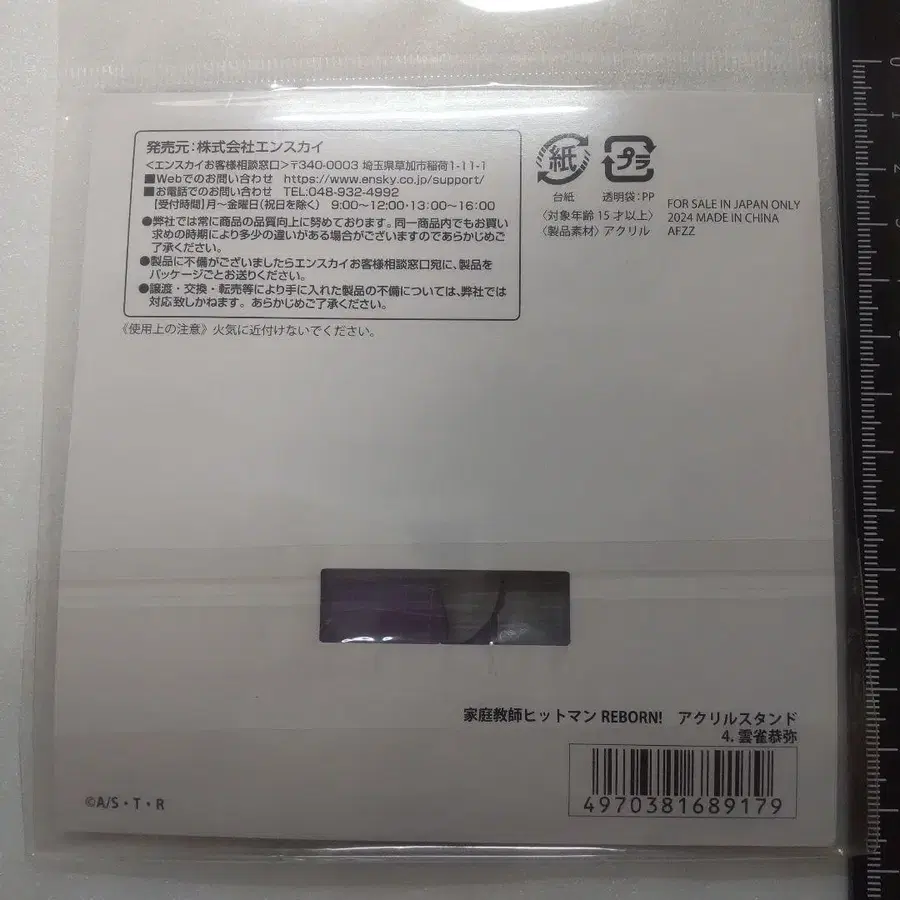 発売元:株式会社エンスカイ
<エンスカイお客様相談窓口>〒340-0003 埼玉県草加市稲荷1-11-1
■Webでのお問い合わせ https://www.ensky.co.jp/support/
■お電話でのお問い合わせ TEL:048-932-4992
【受付時間】月〜金曜日(祝日を除く) 9:00〜12:00・13:00〜16:00
●弊社では常に商品の品質向上に努めております。同一商品内でもお買い
求めの時期により多少の違いがある場合がございますのであらかじめご
了承ください。
●製品に不備がございましたらエンスカイお客様相談窓口宛に、製品を
パッケージごとお送りください。
●譲渡・交換・転売等により手に入れた製品の不備については、弊社では
対応致しかねます。あらかじめご了承ください。
《使用上の注意》火気に近付けないでください。
紙
プラ
台紙
透明袋:PP
〈対象年齢 15才以上〉
〈製品素材〉アクリル
FOR SALE IN JAPAN ONLY
2024 MADE IN CHINA
AFZZ
家庭教師ヒットマン REBORN! アクリルスタンド
4. 雲雀恭弥
4970381689179
©A/S・T・R
0
1
2
3